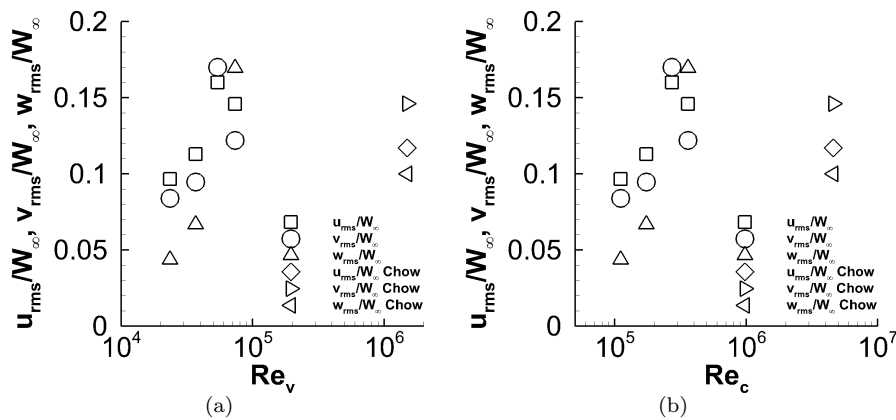 u_rms/W_∞, v_rms/W_∞, w_rms/W_∞
0.2
0.15
0.1
0.05
0
10^4
10^5
10^6
Re_v
u_rms/W_∞
v_rms/W_∞
w_rms/W_∞
u_rms/W_∞ Chow
v_rms/W_∞ Chow
w_rms/W_∞ Chow
(a)
u_rms/W_∞, v_rms/W_∞, w_rms/W_∞
0.2
0.15
0.1
0.05
0
10^5
10^6
10^7
Re_c
u_rms/W_∞
v_rms/W_∞
w_rms/W_∞
u_rms/W_∞ Chow
v_rms/W_∞ Chow
w_rms/W_∞ Chow
(b)